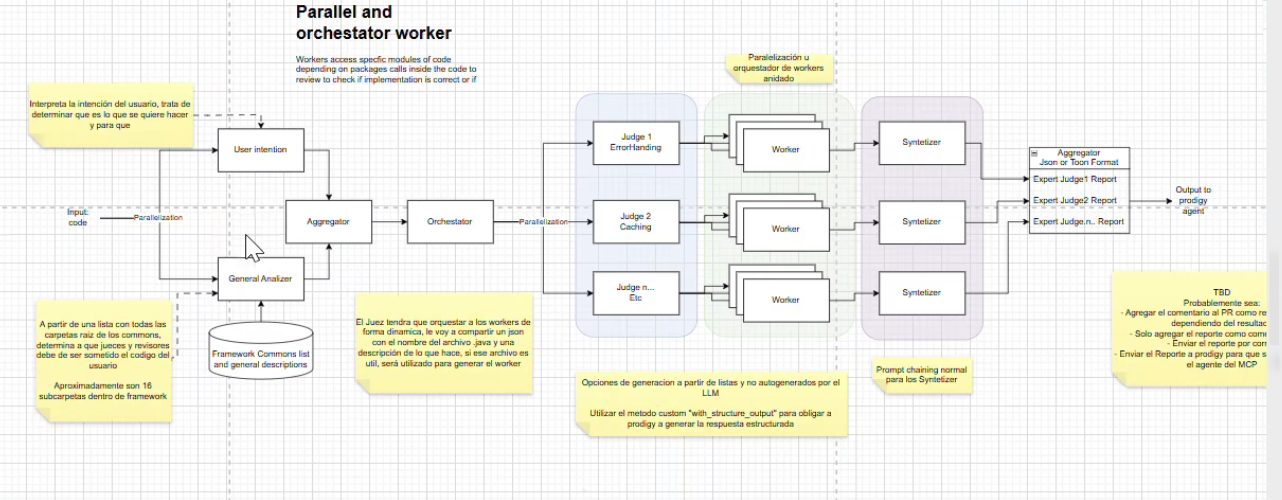 Parallel and
orchestator worker
Workers access specfic modules of code
depending on packages calls inside the code to
review to check if implementation is correct or if
Paralelización u
orquestador de workers
anidado
Interpreta la intención del usuario, trata de
determinar que es lo que se quiere hacer
y para que
User intention
Judge 1
ErrorHanding
Worker
Syntetizer
Aggregator
Json or Toon Format
Expert Judge1 Report
Expert Judge2 Report
Expert Judge.n.. Report
Output to
prodigy
agent
Input:
code
Parallelization
Aggregator
Orchestrator
Parallelization
Judge 2
Caching
Worker
Syntetizer
General Analizer
Judge n...
Etc
Worker
Syntetizer
A partir de una lista con todas las
carpetas raiz de los commons,
determina a que jueces y revisores
debe de ser sometido el codigo del
usuario
Aproximadamente son 16
subcarpetas dentro de framework
Framework Commons list
and general descriptions
El Juez tendra que orquestar a los workers de
forma dinamica, le voy a compartir un json
con el nombre del archivo .java y una
descripción de lo que hace, si ese archivo es
util, será utilizado para generar el worker
Opciones de generacion a partir de listas y no autogenerados por el
LLM
Utilizar el metodo custom "with_structure_output" para obligar a
prodigy a generar la respuesta estructurada
Prompt chaining normal
para los Syntetizer
TBD
Probablemente sea:
- Agregar el comentario al PR como re
dependiendo del resultac
- Solo agregar el reporte como come
- Enviar el reporte por corr
- Enviar el Reporte a prodigy para que s
el agente del MCP